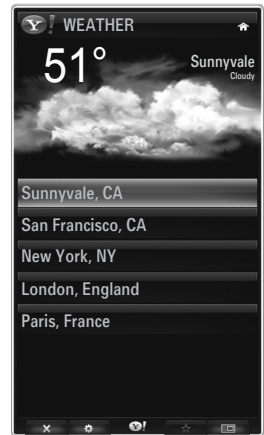 Y! WEATHER
51°
Sunnyvale
Cloudy
Sunnyvale, CA
San Francisco, CA
New York, NY
London, England
Paris, France
Y!